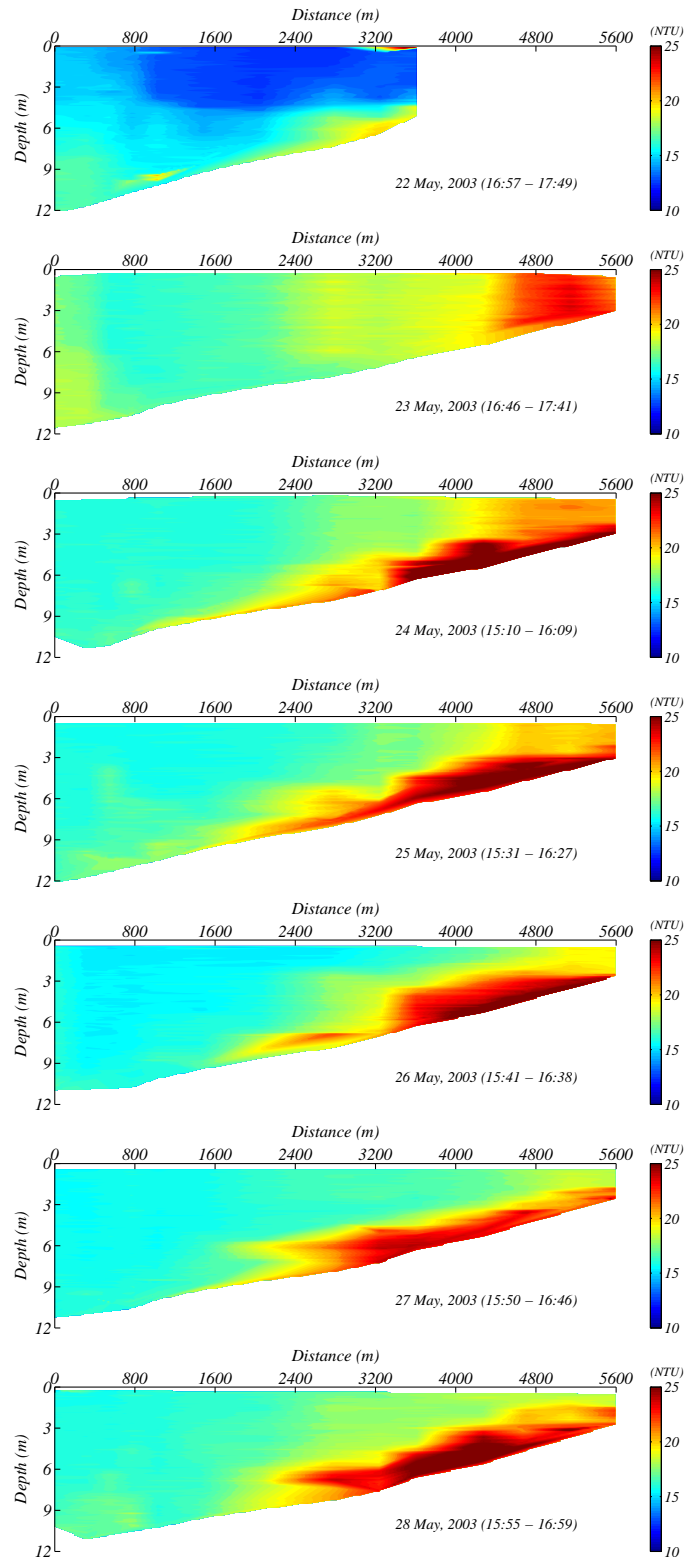 Distance (m)
(NTU)
0 800 1600 2400 3200 4000 4800 5600
25
0
3
20
Depth (m)
6
15
9
22 May, 2003 (16:57 – 17:49)
12
10
Distance (m)
(NTU)
0 800 1600 2400 3200 4000 4800 5600
25
0
3
20
Depth (m)
6
15
9
23 May, 2003 (16:46 – 17:41)
12
10
Distance (m)
(NTU)
0 800 1600 2400 3200 4000 4800 5600
25
0
3
20
Depth (m)
6
15
9
24 May, 2003 (15:10 – 16:09)
12
10
Distance (m)
(NTU)
0 800 1600 2400 3200 4000 4800 5600
25
0
3
20
Depth (m)
6
15
9
25 May, 2003 (15:31 – 16:27)
12
10
Distance (m)
(NTU)
0 800 1600 2400 3200 4000 4800 5600
25
0
3
20
Depth (m)
6
15
9
26 May, 2003 (15:41 – 16:38)
12
10
Distance (m)
(NTU)
0 800 1600 2400 3200 4000 4800 5600
25
0
3
20
Depth (m)
6
15
9
27 May, 2003 (15:50 – 16:46)
12
10
Distance (m)
(NTU)
0 800 1600 2400 3200 4000 4800 5600
25
0
3
20
Depth (m)
6
15
9
28 May, 2003 (15:55 – 16:59)
12
10